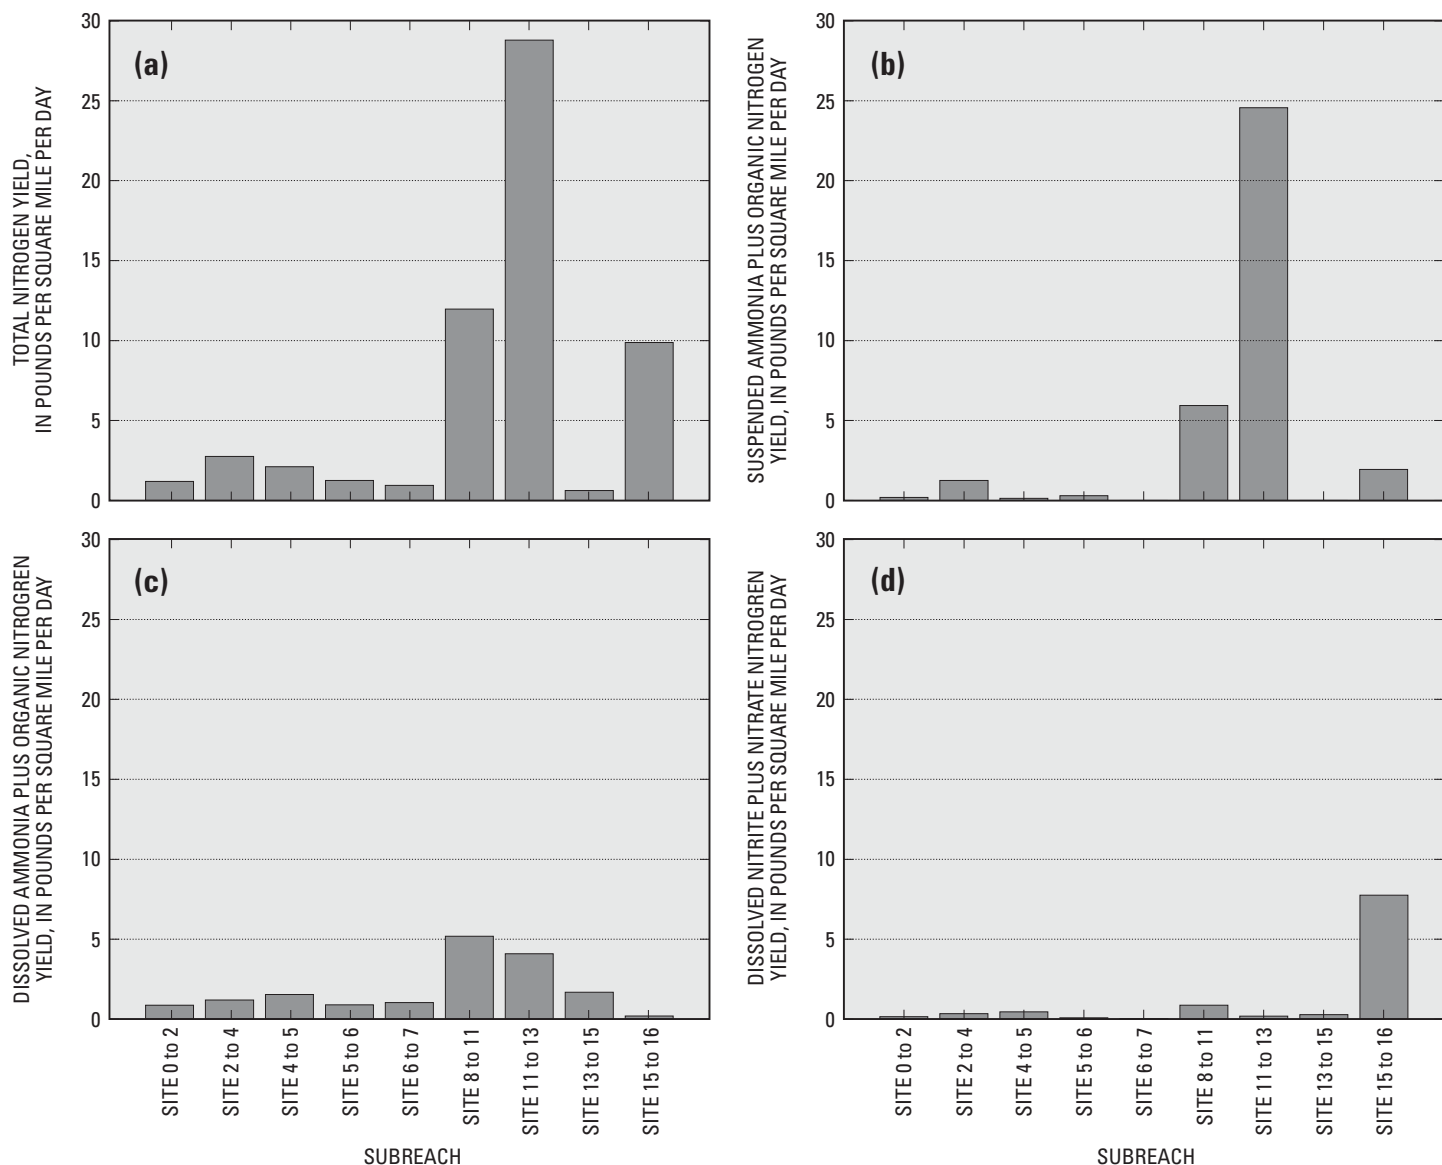 TOTAL NITROGEN YIELD,
IN POUNDS PER SQUARE MILE PER DAY
30
25
20
15
10
5
0
(a)
SUSPENDED AMMONIA PLUS ORGANIC NITROGEN
YIELD, IN POUNDS PER SQUARE MILE PER DAY
30
25
20
15
10
5
0
(b)
DISSOLVED AMMONIA PLUS ORGANIC NITROGREN
YIELD, IN POUNDS PER SQUARE MILE PER DAY
30
25
20
15
10
5
0
(c)
SITE 0 to 2
SITE 2 to 4
SITE 4 to 5
SITE 5 to 6
SITE 6 to 7
SITE 8 to 11
SITE 11 to 13
SITE 13 to 15
SITE 15 to 16
SUBREACH
DISSOLVED NITRITE PLUS NITRATE NITROGREN
YIELD, IN POUNDS PER SQUARE MILE PER DAY
30
25
20
15
10
5
0
(d)
SITE 0 to 2
SITE 2 to 4
SITE 4 to 5
SITE 5 to 6
SITE 6 to 7
SITE 8 to 11
SITE 11 to 13
SITE 13 to 15
SITE 15 to 16
SUBREACH